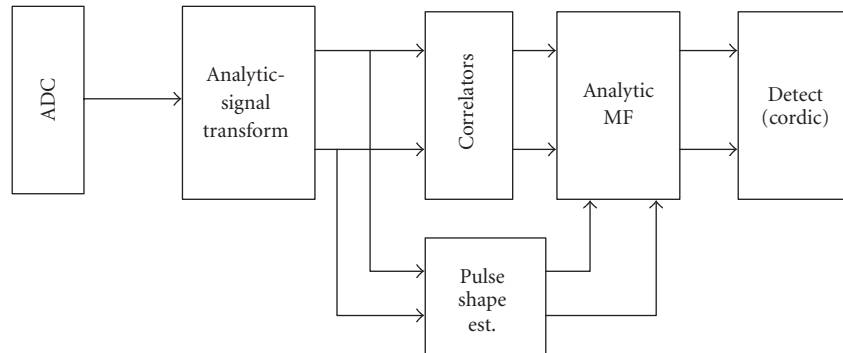 ADC
Analytic-
signal
transform
Correlators
Analytic
MF
Detect
(cordic)
Pulse
shape
est.